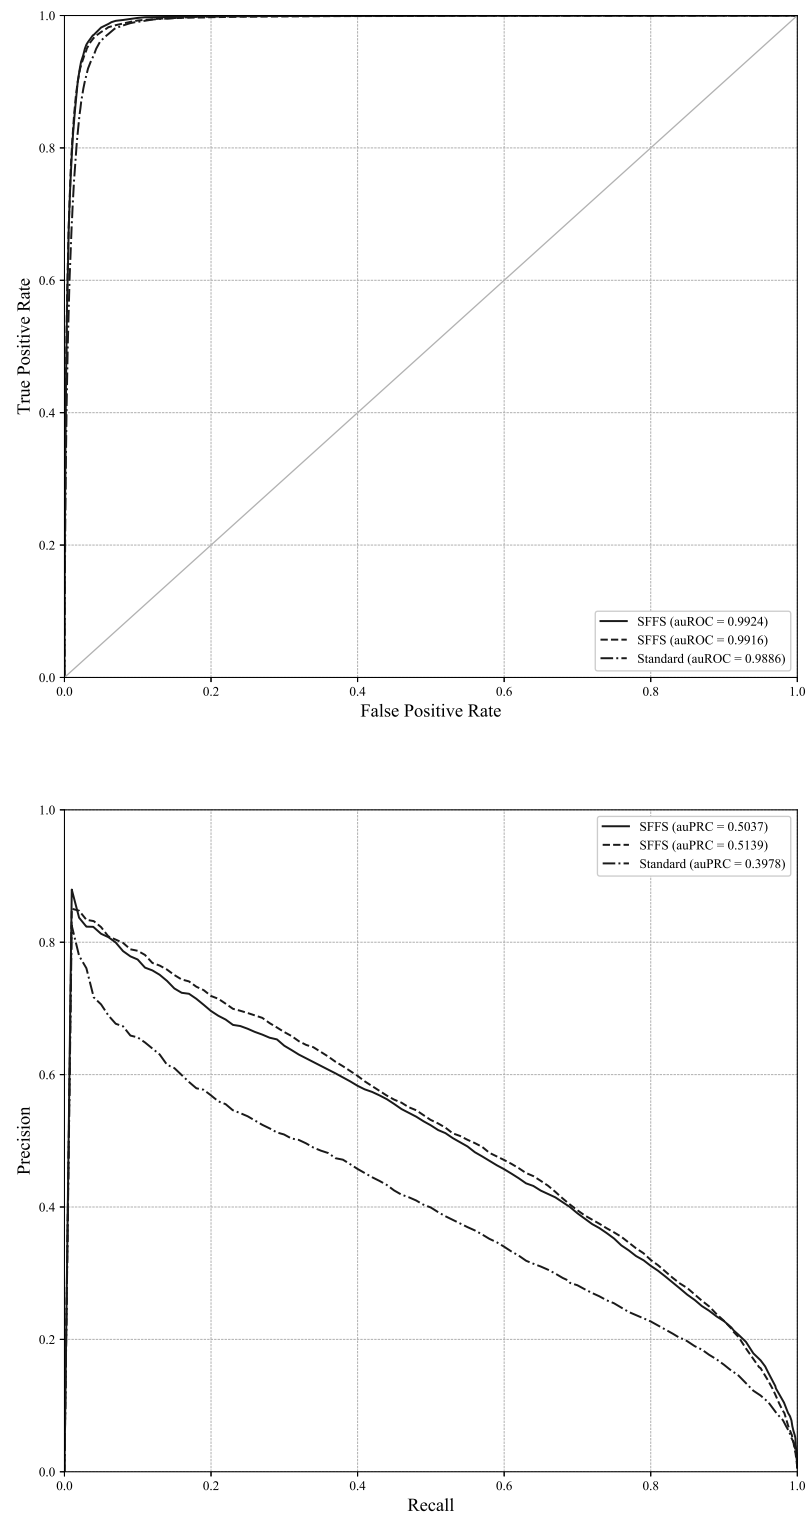 1.0
0.8
0.6
0.4
0.2
0.0
True Positive Rate
SFFS (auROC = 0.9924)
SFFS (auROC = 0.9916)
Standard (auROC = 0.9886)
0.0 0.2 0.4 0.6 0.8 1.0
False Positive Rate
1.0
0.8
0.6
0.4
0.2
0.0
Precision
SFFS (auPRC = 0.5037)
SFFS (auPRC = 0.5139)
Standard (auPRC = 0.3978)
0.0 0.2 0.4 0.6 0.8 1.0
Recall